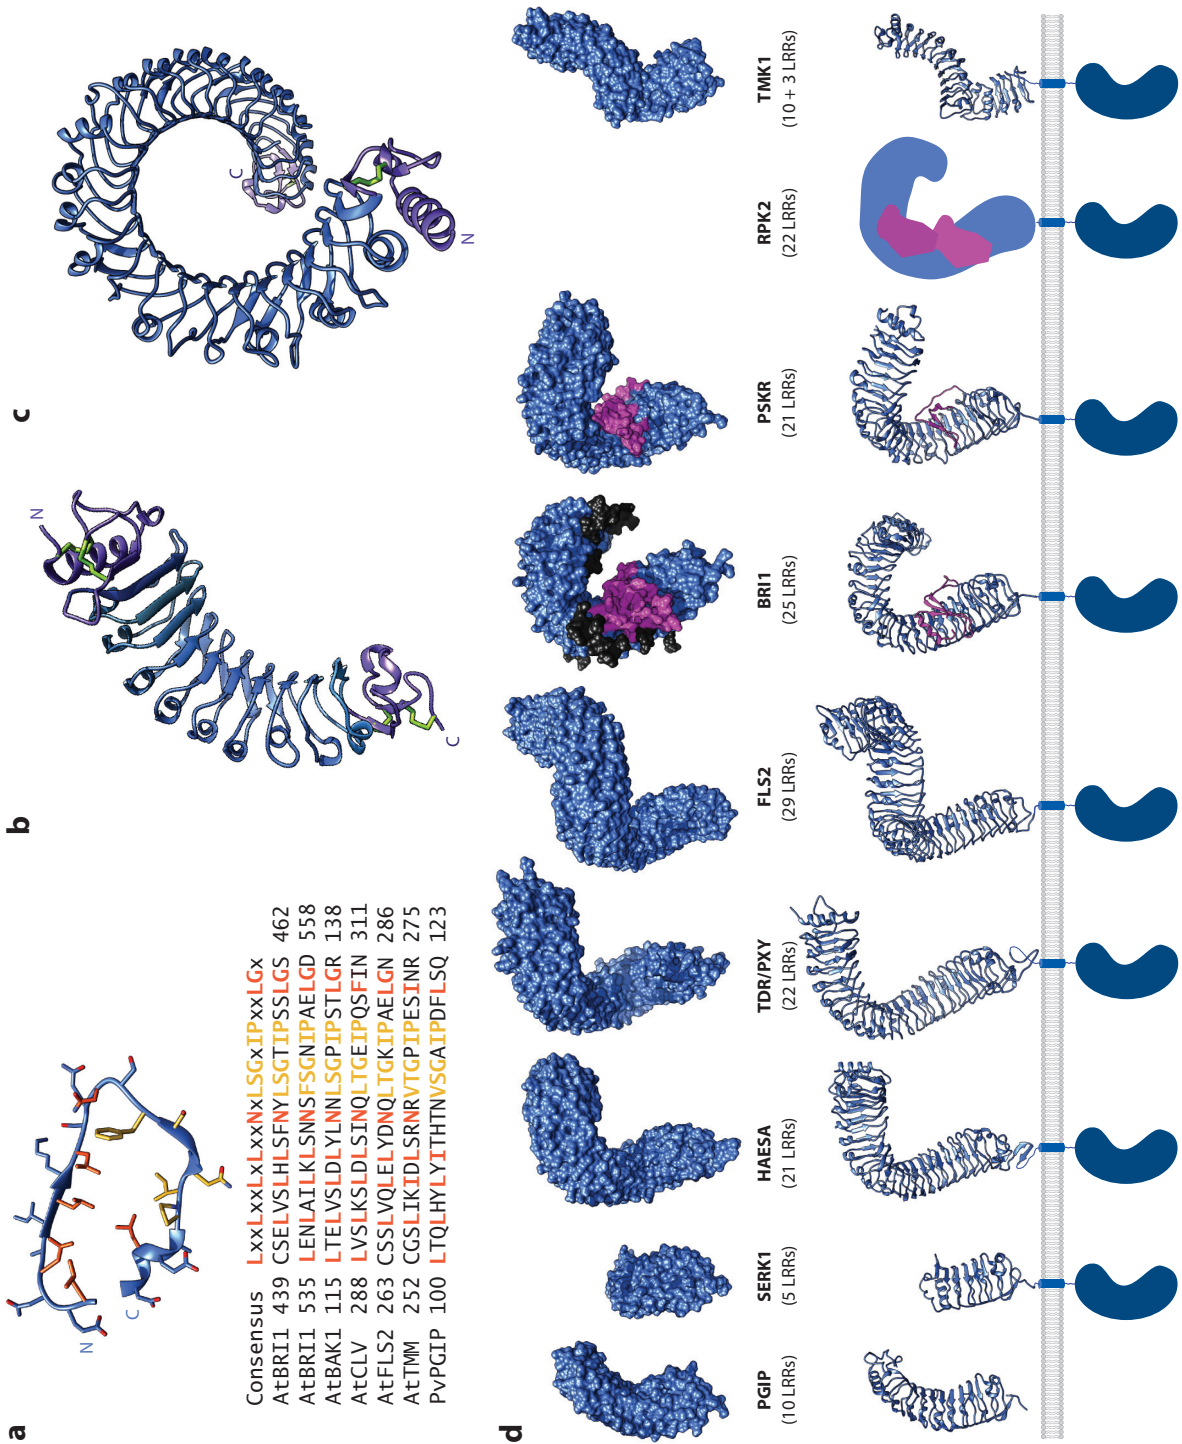 a
N
C
Consensus LxxLxxLxLxxNxLSGxIPxxLGx
AtBRI1 439 CSELVSLHLSFNYLSGTIPSSLGS 462
AtBRI1 535 LENLAILKLSNNSFSGNIPAELGD 558
AtBAK1 115 LTELVSLDLYLNNLSGPIPSTLGR 138
AtCLV 288 LVSLKSLDLSINQLTGEIPQSFIN 311
AtFLS2 263 CSSLVQLELYDNQLTGKIPAELGN 286
AtTMM 252 CGSLIKIDLSRNRVTGPIPESINR 275
PvPGIP 100 LTQLHYLYITHTNVSGAIPDFLSQ 123
b
N
C
c
C
N
d
PGIP
(10 LRRs)
SERK1
(5 LRRs)
HAESA
(21 LRRs)
TDR/PXY
(22 LRRs)
FLS2
(29 LRRs)
BRI1
(25 LRRs)
PSKR
(21 LRRs)
RPK2
(22 LRRs)
TMK1
(10 + 3 LRRs)